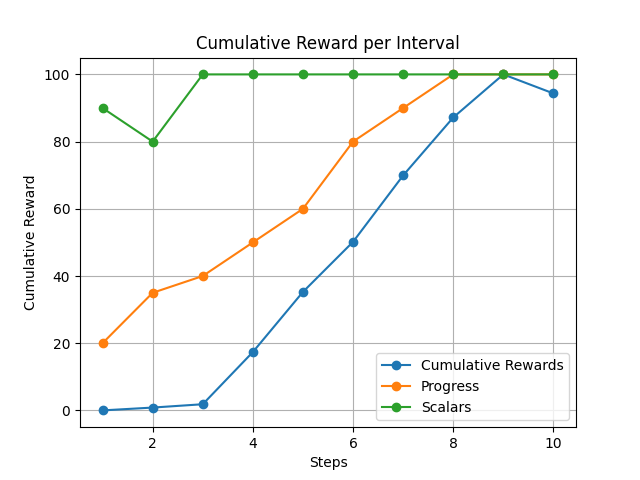 Cumulative Reward per Interval
Cumulative Reward
100
80
60
40
20
0
2
4
6
8
10
Steps
Cumulative Rewards
Progress
Scalars